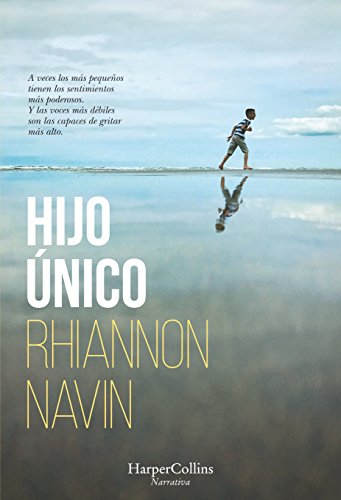 A veces los más pequeños
tienen los sentimientos
más poderosos.
Y las voces más débiles
son las capaces de gritar
más alto.
HIJO
ÚNICO
RHIANNON
NAVIN
HarperCollins
Narrativa